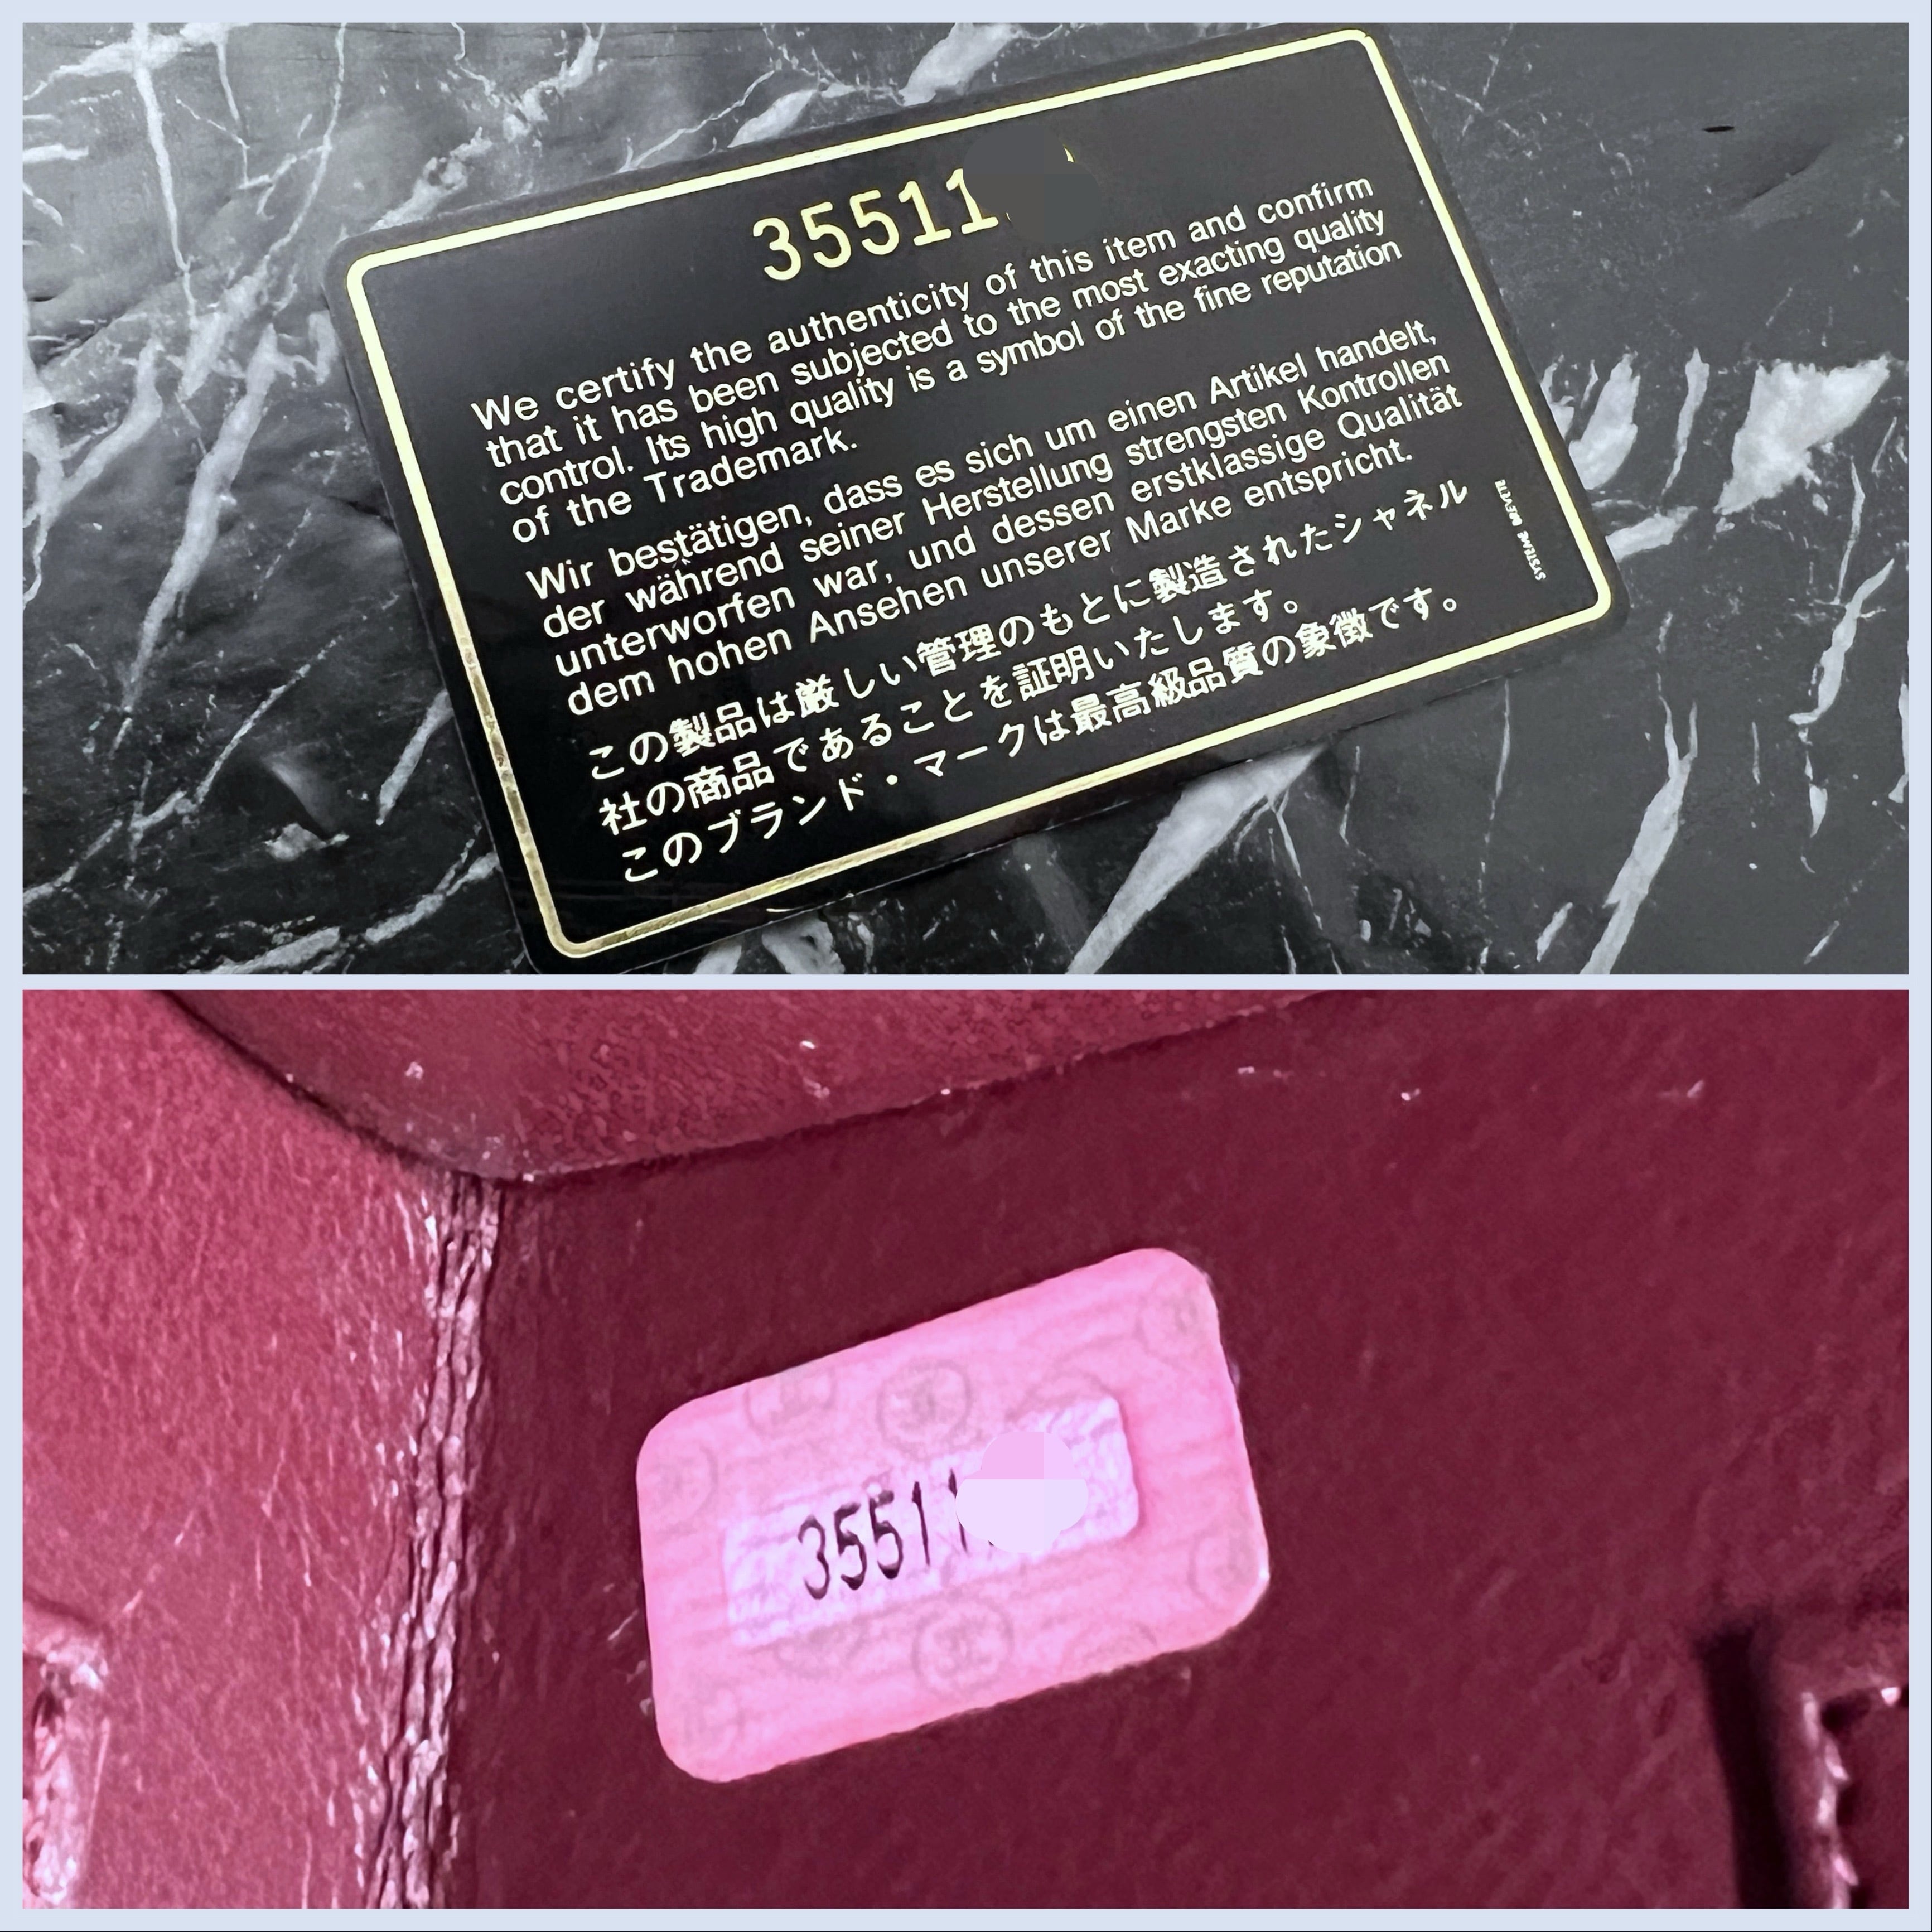 35511
We certify the authenticity of this item and confirm
that it has been subjected to the most exacting quality
control. Its high quality is a symbol of the fine reputation
of the Trademark.
Wir bestätigen, dass es sich um einen Artikel handelt,
der während seiner Herstellung strengsten Kontrollen
unterworfen war, und dessen erstklassige Qualität
dem hohen Ansehen unserer Marke entspricht.
この製品は厳しい管理のもとに製造されたシャネル
社の商品であることを証明いたします。
このブランド・マークは最高級品質の象徴です。
SYSTEME BREVETE
35511